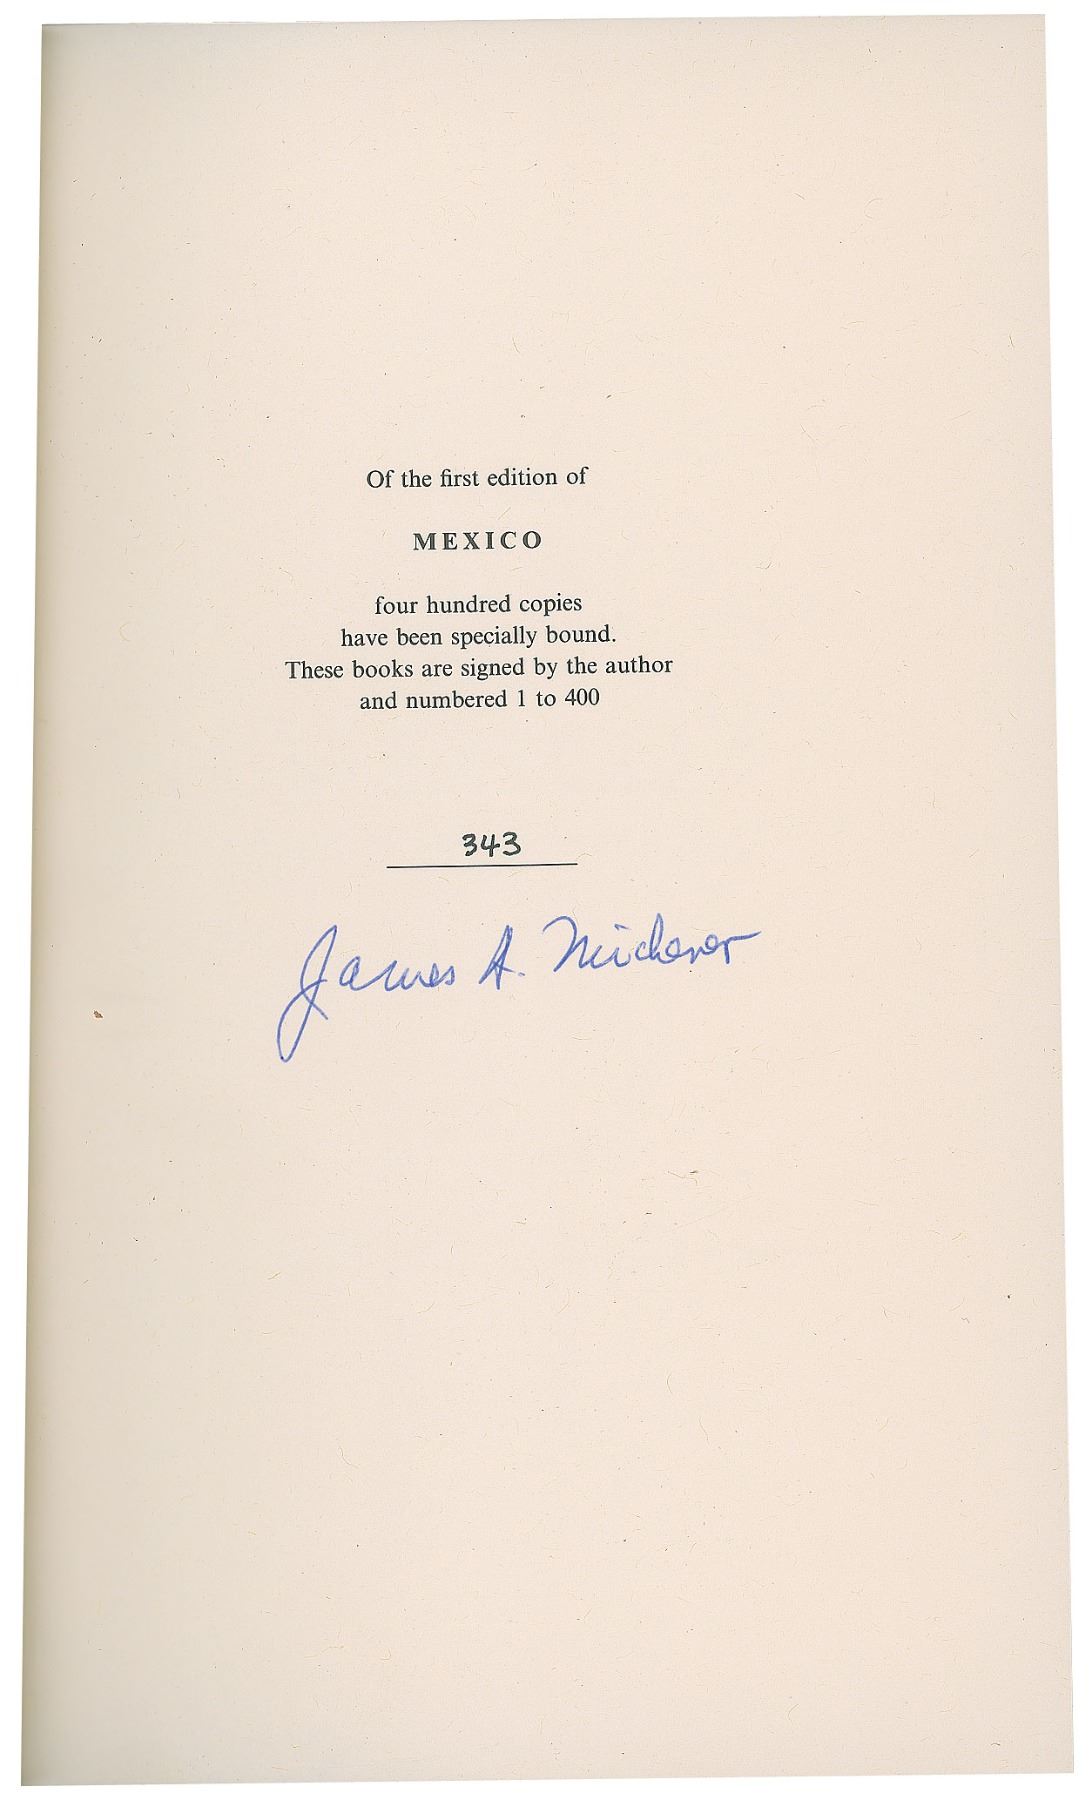 Of the first edition of
MEXICO
four hundred copies
have been specially bound.
These books are signed by the author
and numbered 1 to 400
343
James A. Michener